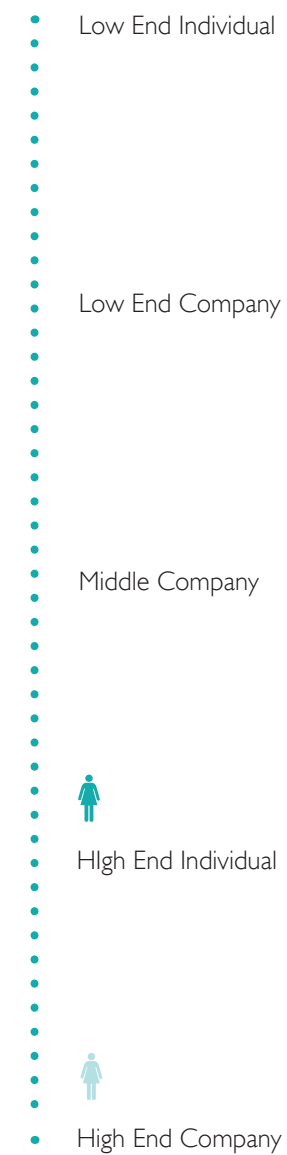 Low End Individual
Low End Company
Middle Company
HIgh End Individual
High End Company